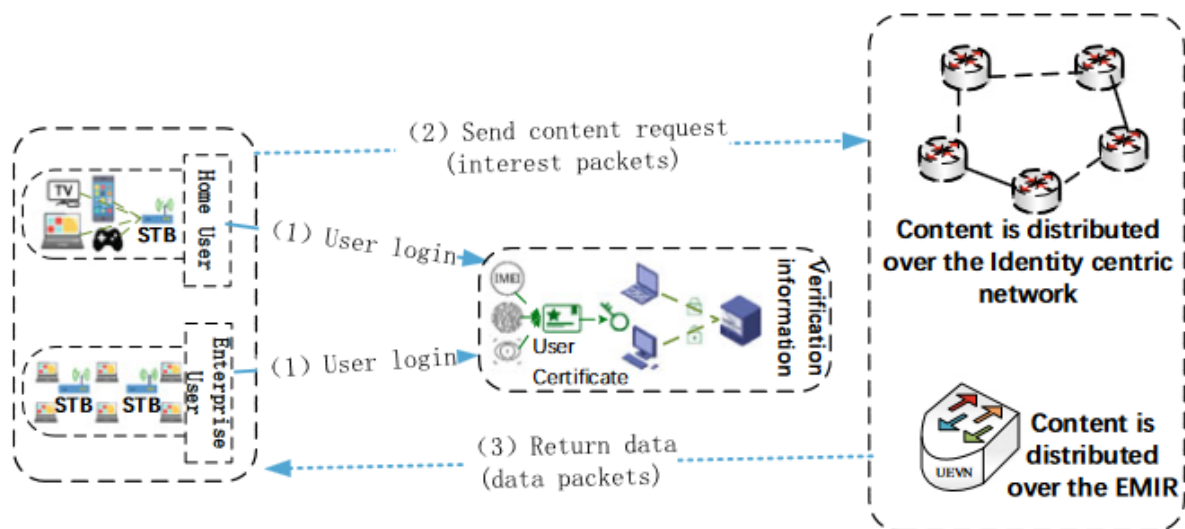 (2) Send content request
(interest packets)
TV
STB
Home User
(1) User login
IMEI
User
Certificate
Verification
information
STB
STB
Enterprise
User
(1) User login
(3) Return data
(data packets)
Content is distributed
over the Identity centric
network
UEVN
Content is
distributed
over the EMIR